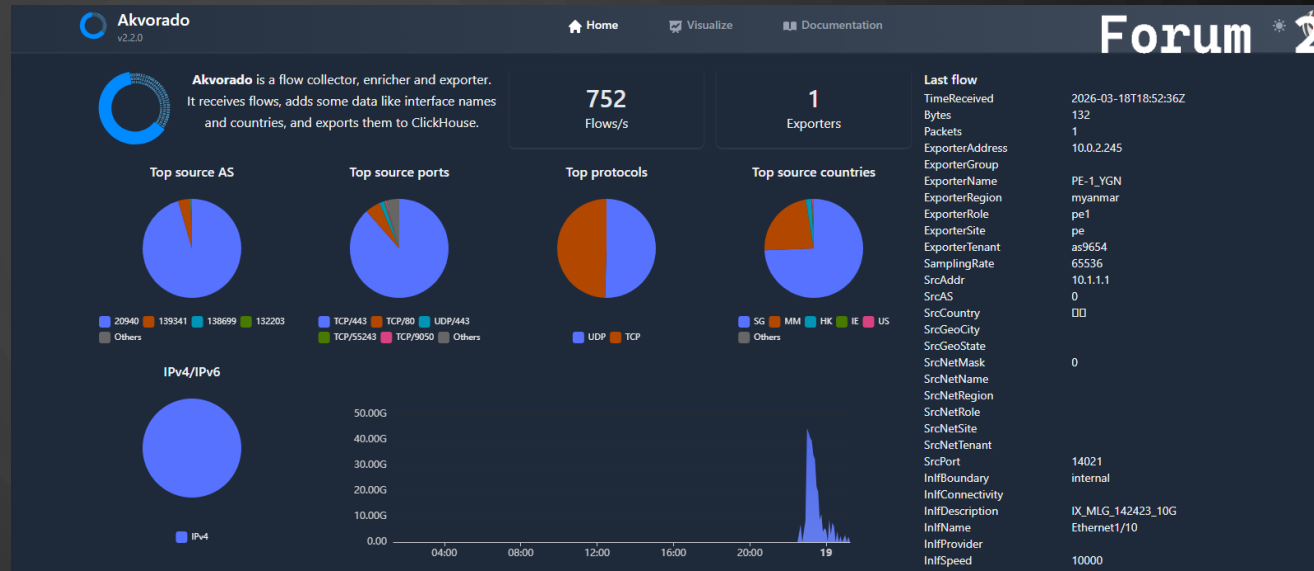 Akvorado
v2.2.0
Home
Visualize
Documentation
Forum
Akvorado is a flow collector, enricher and exporter.
It receives flows, adds some data like interface names
and countries, and exports them to ClickHouse.
752
Flows/s
1
Exporters
Top source AS
20940 139341 138699 132203
Others
Top source ports
TCP/443 TCP/80 UDP/443
TCP/55243 TCP/9050 Others
Top protocols
UDP TCP
Top source countries
SG MM HK IE US
Others
IPv4/IPv6
IPv4
50.00G
40.00G
30.00G
20.00G
10.00G
0.00
04:00 08:00 12:00 16:00 20:00 19
Last flow
TimeReceived 2026-03-18T18:52:36Z
Bytes 132
Packets 1
ExporterAddress 10.0.2.245
ExporterGroup
ExporterName PE-1_YGN
ExporterRegion myanmar
ExporterRole pe1
ExporterSite pe
ExporterTenant as9654
SamplingRate 65536
SrcAddr 10.1.1.1
SrcAS 0
SrcCountry
SrcGeoCity
SrcGeoState
SrcNetMask 0
SrcNetName
SrcNetRegion
SrcNetRole
SrcNetSite
SrcNetTenant
SrcPort 14021
InIfBoundary internal
InIfConnectivity
InIfDescription IX_MLG_142423_10G
InIfName Ethernet1/10
InIfProvider
InIfSpeed 10000